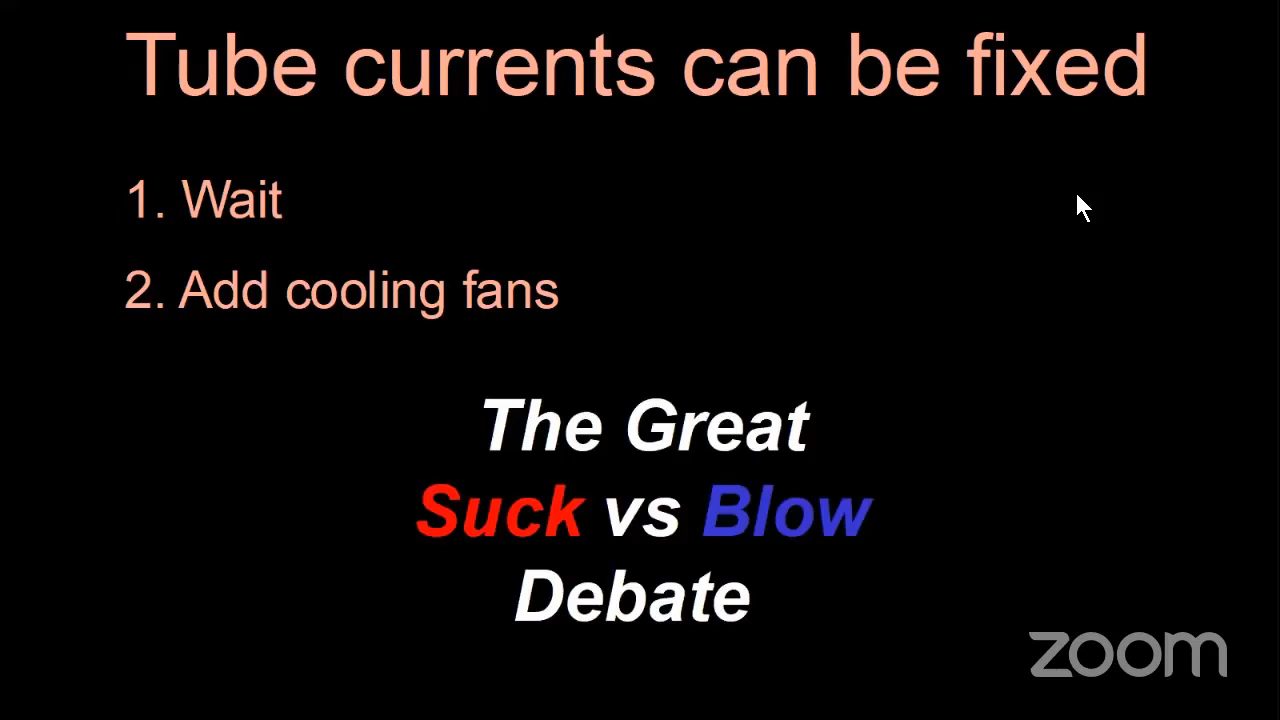 Tube currents can be fixed
1. Wait
2. Add cooling fans
The Great
Suck vs Blow
Debate
zoom